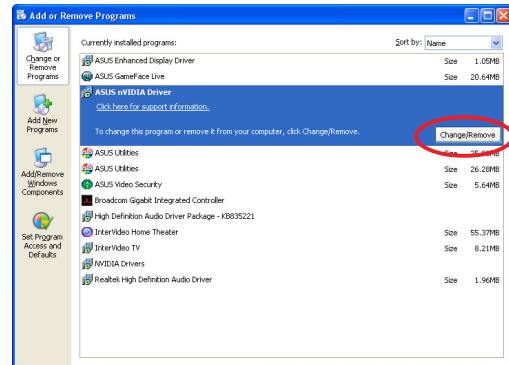 Add or Remove Programs
Change or
Remove
Programs
Add New
Programs
Add/Remove
Windows
Components
Set Program
Access and
Defaults
Currently installed programs:
Sort by: Name
ASUS Enhanced Display Driver Size 1.05MB
ASUS GameFace Live Size 20.64MB
ASUS nVIDIA Driver
Click here for support information.
To change this program or remove it from your computer, click Change/Remove.
Change/Remove
ASUS Utilities Size
ASUS Utilities Size 26.28MB
ASUS Video Security Size 5.64MB
Broadcom Gigabit Integrated Controller
High Definition Audio Driver Package - KB835221
InterVideo Home Theater Size 55.37MB
InterVideo TV Size 8.21MB
NVIDIA Drivers
Realtek High Definition Audio Driver Size 1.96MB